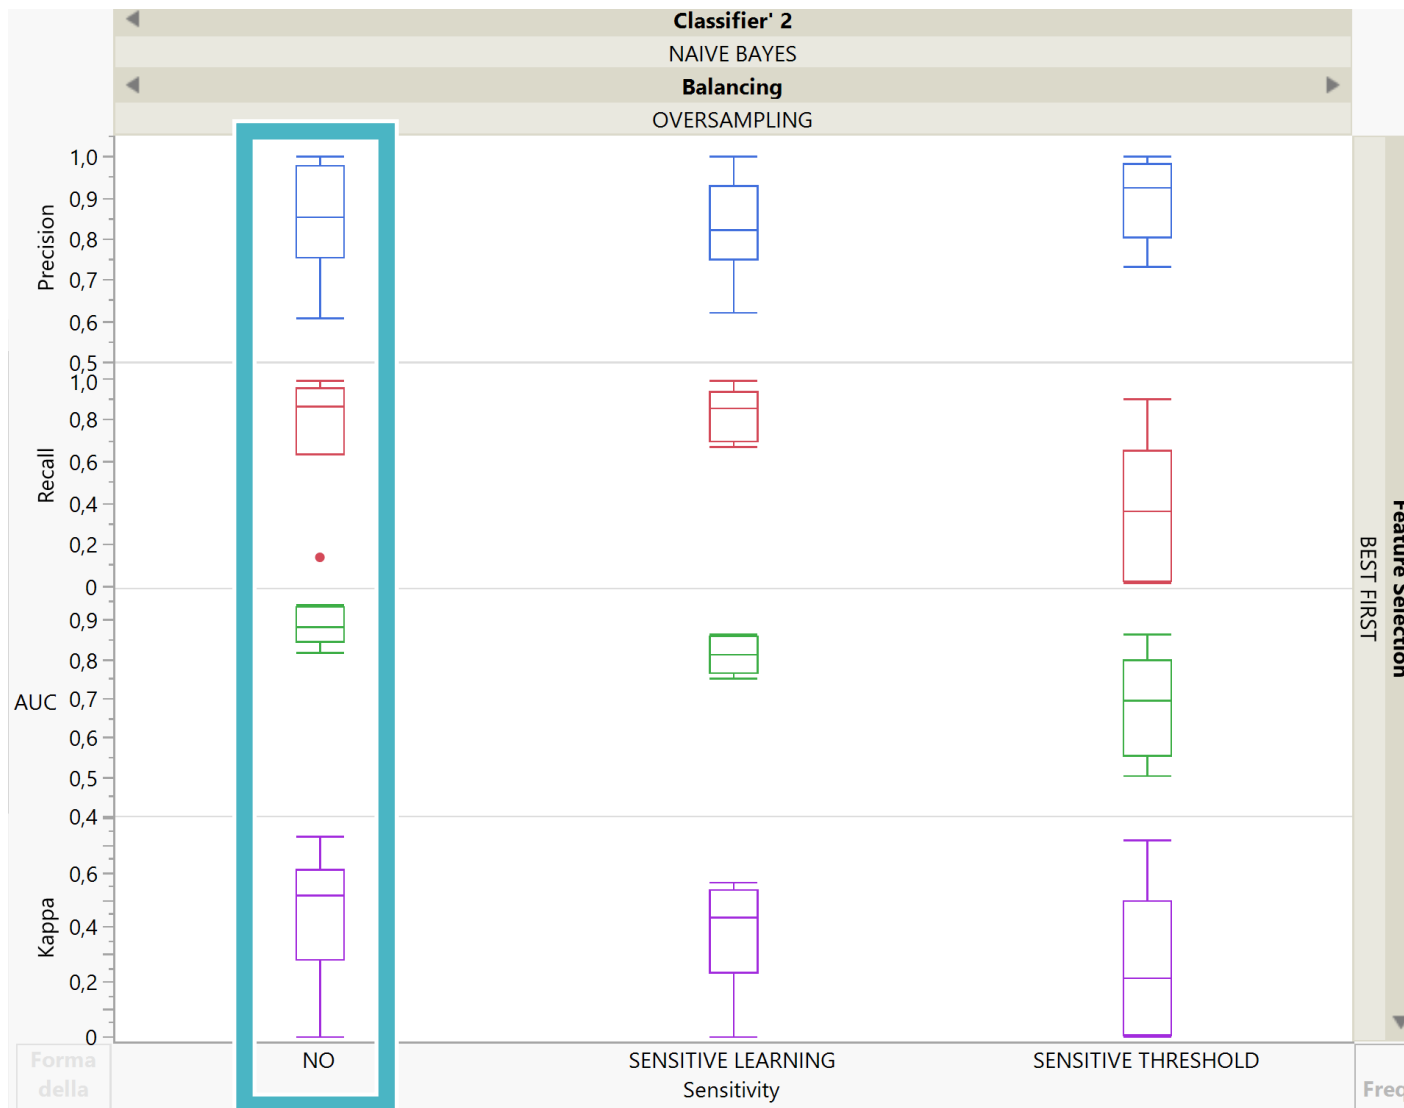 Classifier' 2
NAIVE BAYES
Balancing
OVERSAMPLING
Precision
1,0
0,9
0,8
0,7
0,6
0,5
Recall
1,0
0,8
0,6
0,4
0,2
0
AUC
0,9
0,8
0,7
0,6
0,5
0,4
Kappa
0,6
0,4
0,2
0
BEST FIRST
Feature Selection
NO
SENSITIVE LEARNING
SENSITIVE THRESHOLD
Sensitivity
Forma
della
Freq